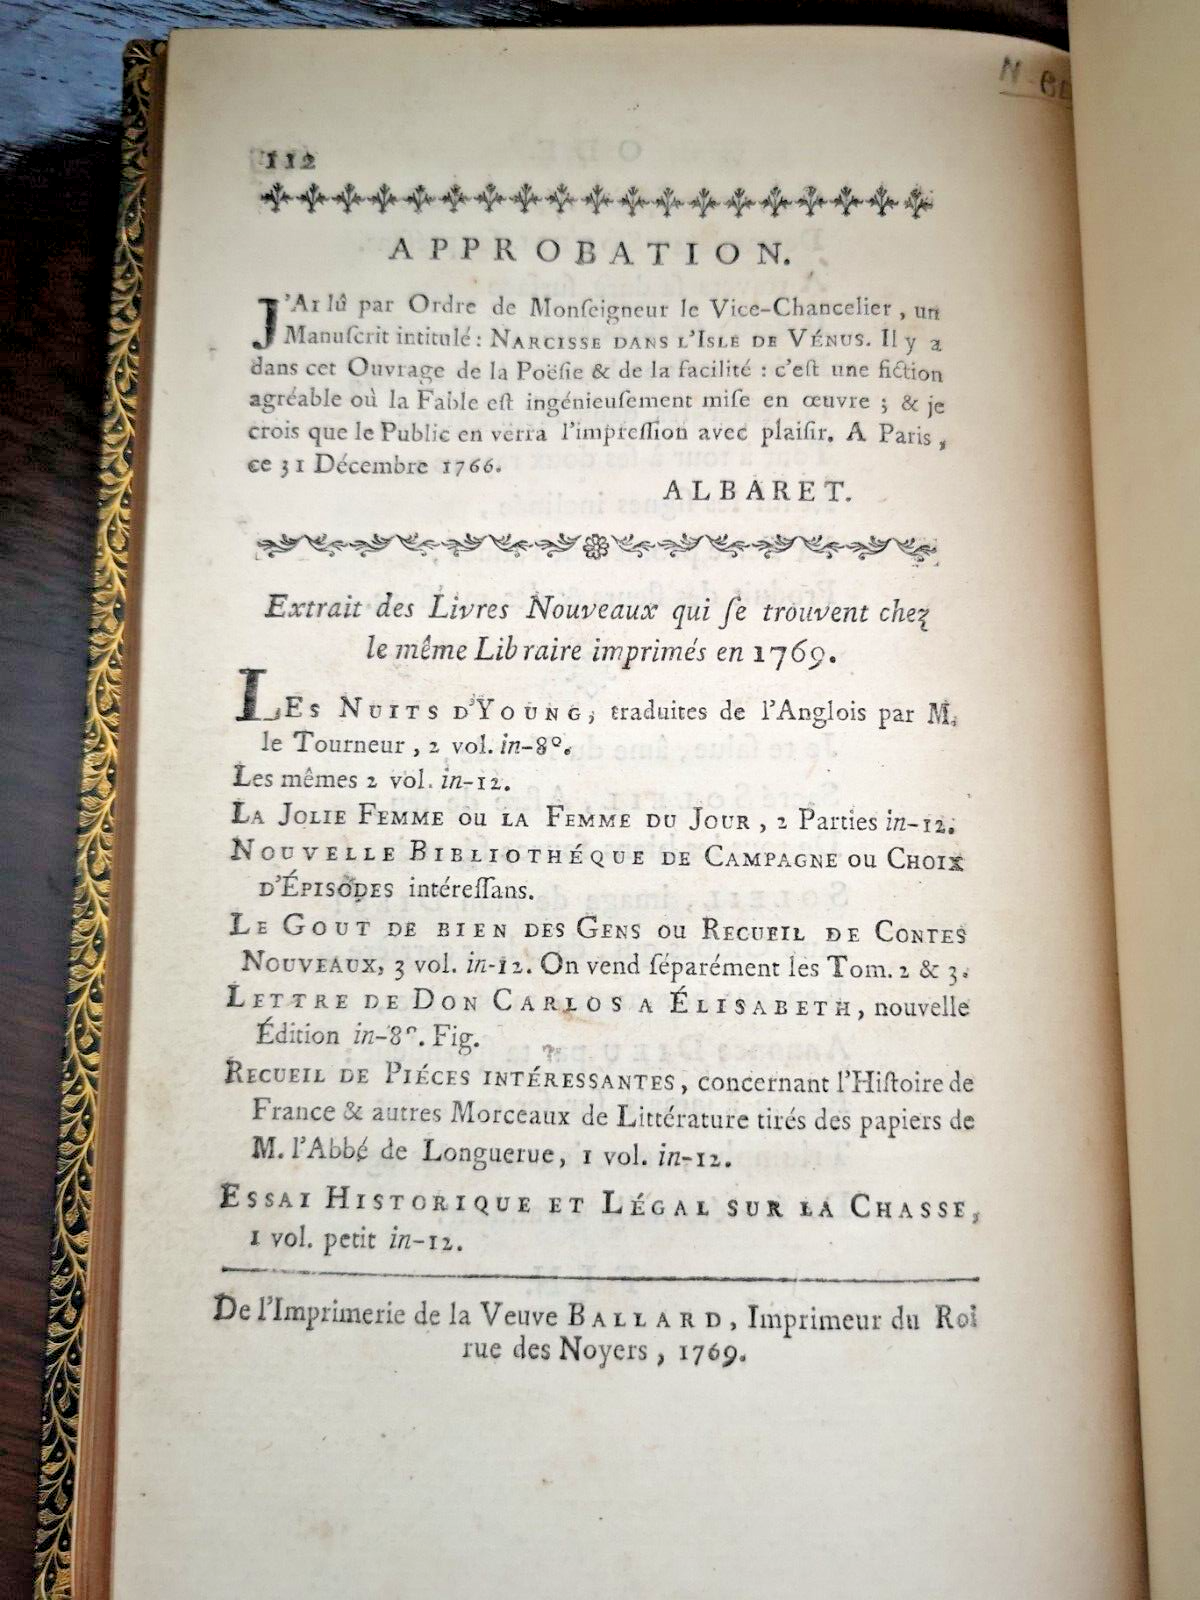 112
APPROBATION.
J'AI lû par Ordre de Monſeigneur le Vice-Chancelier, un
Manuſcrit intitulé: NARCISSE DANS L'ISLE DE VÉNUS. Il y a
dans cet Ouvrage de la Poëſie & de la facilité : c'eſt une fiction
agréable où la Fable eſt ingénieuſement miſe en œuvre ; & je
crois que le Public en verra l'impreſſion avec plaiſir. A Paris,
ce 31 Décembre 1766.
ALBARET.
Extrait des Livres Nouveaux qui ſe trouvent chez
le même Libraire imprimés en 1769.
LES NUITS D'YOUNG, traduites de l'Anglois par M.
le Tourneur, 2 vol. in-8°.
Les mêmes 2 vol. in-12.
LA JOLIE FEMME ou LA FEMME DU JOUR, 2 Parties in-12.
NOUVELLE BIBLIOTHÉQUE DE CAMPAGNE ou CHOIX
D'ÉPISODES intéreſſans.
LE GOUT DE BIEN DES GENS ou RECUEIL DE CONTES
NOUVEAUX, 3 vol. in-12. On vend ſéparément les Tom. 2 & 3.
LETTRE DE DON CARLOS A ÉLISABETH, nouvelle
Édition in-8°. Fig.
RECUEIL DE PIÉCES INTÉRESSANTES, concernant l'Hiſtoire de
France & autres Morceaux de Littérature tirés des papiers de
M. l'Abbé de Longuerue, 1 vol. in-12.
ESSAI HISTORIQUE ET LÉGAL SUR LA CHASSE,
1 vol. petit in-12.
De l'Imprimerie de la Veuve BALLARD, Imprimeur du Roi
rue des Noyers, 1769.